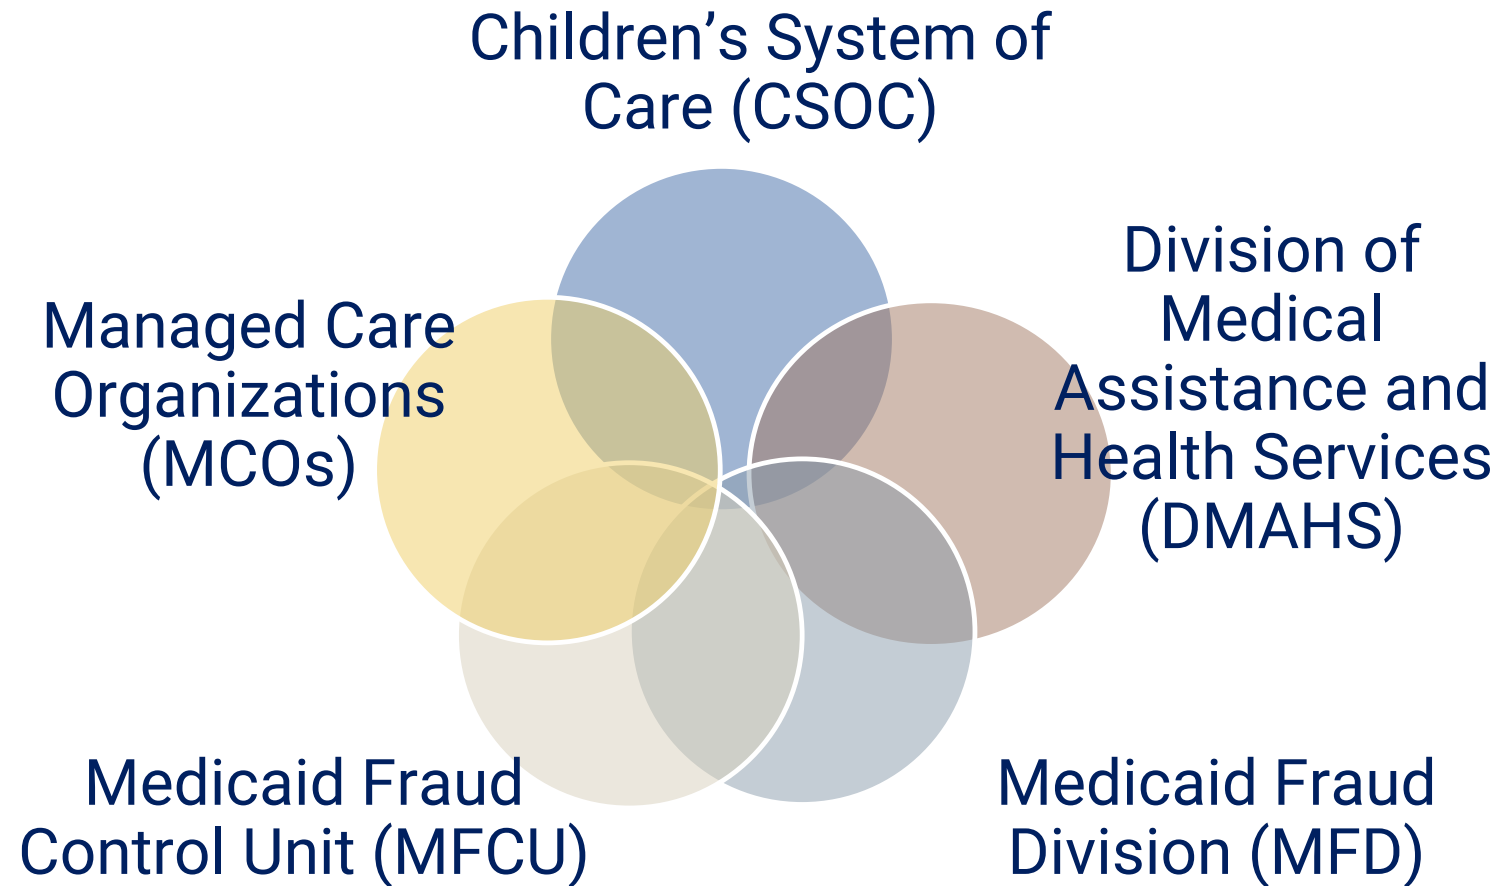 Children’s System of
Care (CSOC)
Division of
Medical
Assistance and
Health Services
(DMAHS)
Managed Care
Organizations
(MCOs)
Medicaid Fraud
Control Unit (MFCU)
Medicaid Fraud
Division (MFD)